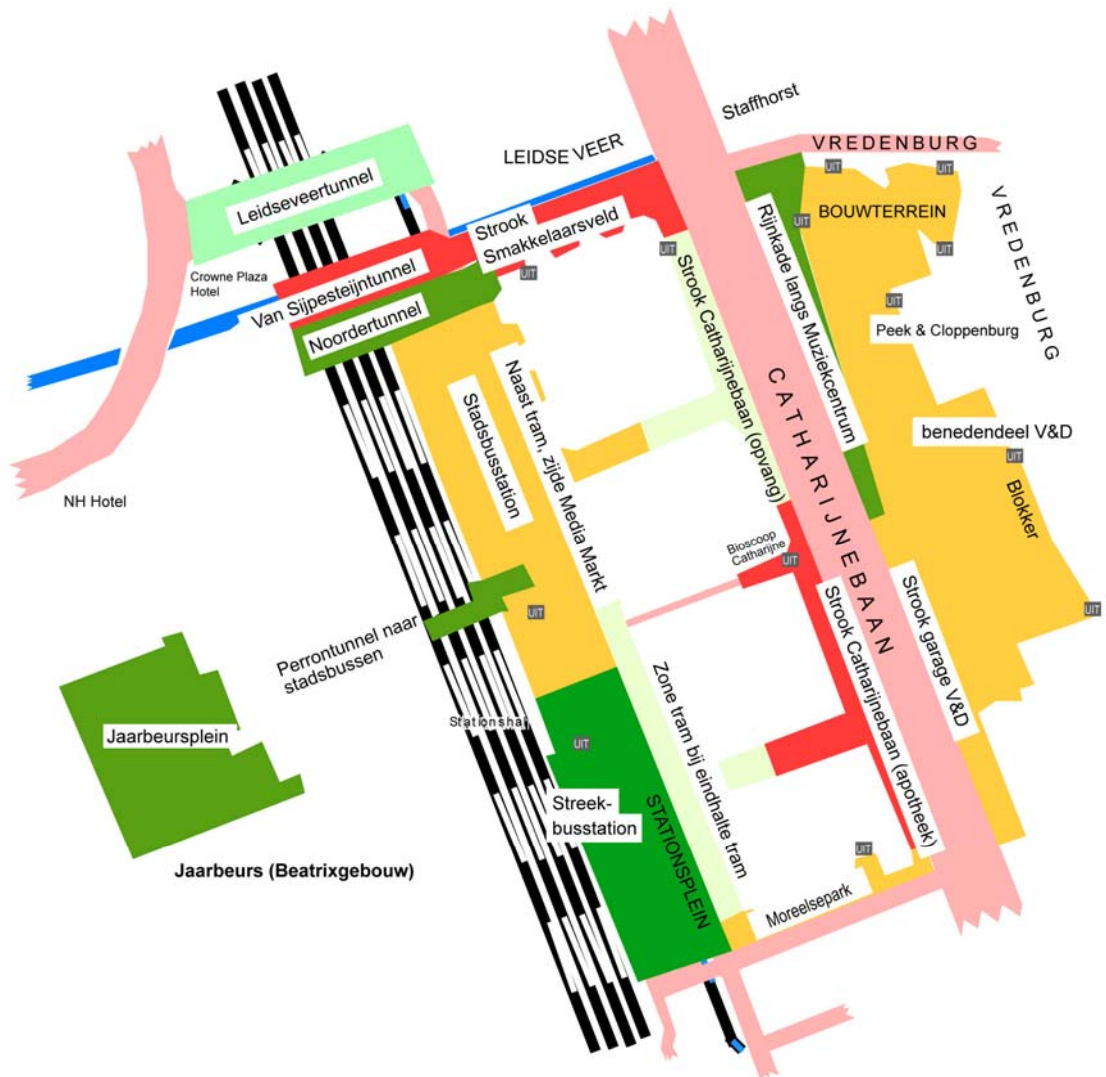 Staffhorst
VREDENBURG
LEIDSE VEER
UIT
UIT
Leidseveertunnel
BOUWTERREIN
VREDENBURG
Strook
Smakkelaarsveld
Rijnkade langs Muziekcentrum
UIT
UIT
UIT
Crowne Plaza
Hotel
UIT
Strook Catharijnebaan (opvang)
Van Sijpesteijntunnel
UIT
Noordertunnel
Peek & Cloppenburg
Naast tram, zijde Media Markt
CATHARIJNEBAAN
Stadsbusstation
benedendeel V&D
UIT
NH Hotel
Blokker
Bioscoop
Catharijne
UIT
Strook Catharijnebaan (apotheek)
Strook garage V&D
UIT
UIT
Perrontunnel naar
stadsbussen
Zone tram bij eindhalte tram
Stationshal
Jaarbeursplein
UIT
Streek-
busstation
STATIONSPLEIN
UIT
Jaarbeurs (Beatrixgebouw)
Moreelsepark